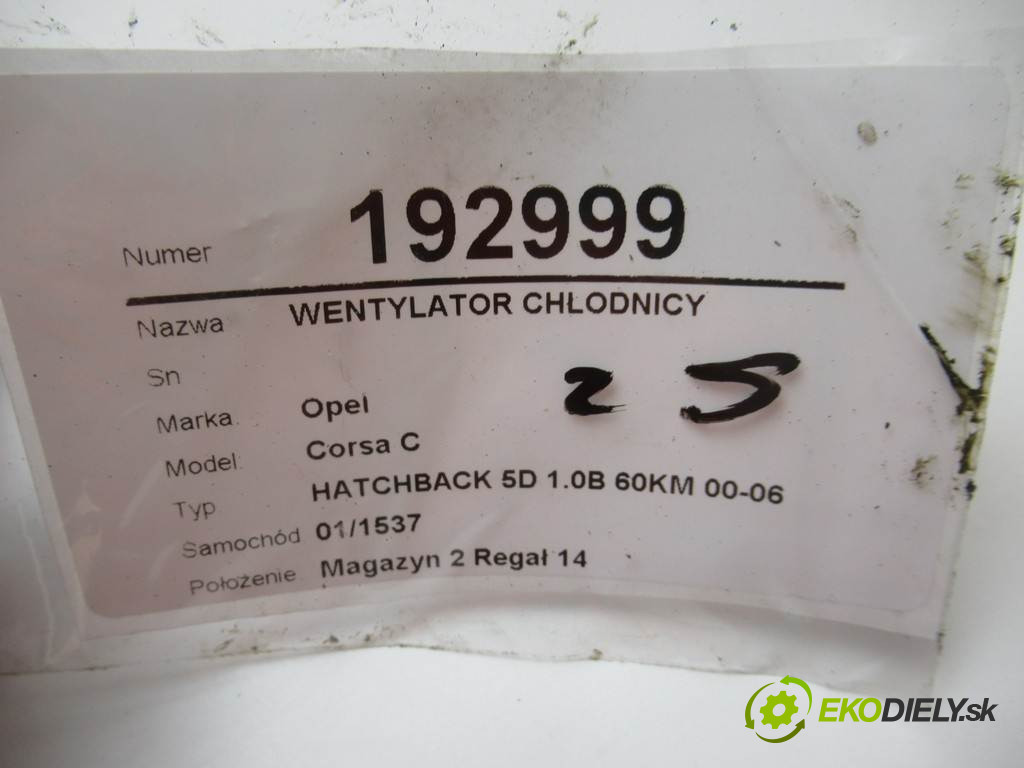 Numer 192999
Nazwa WENTYLATOR CHŁODNICY
Sn
25
Marka: Opel
Model: Corsa C
Typ HATCHBACK 5D 1.0B 60KM 00-06
Samochód 01/1537
Położenie Magazyn 2 Regał 14
EKODIELY.sk